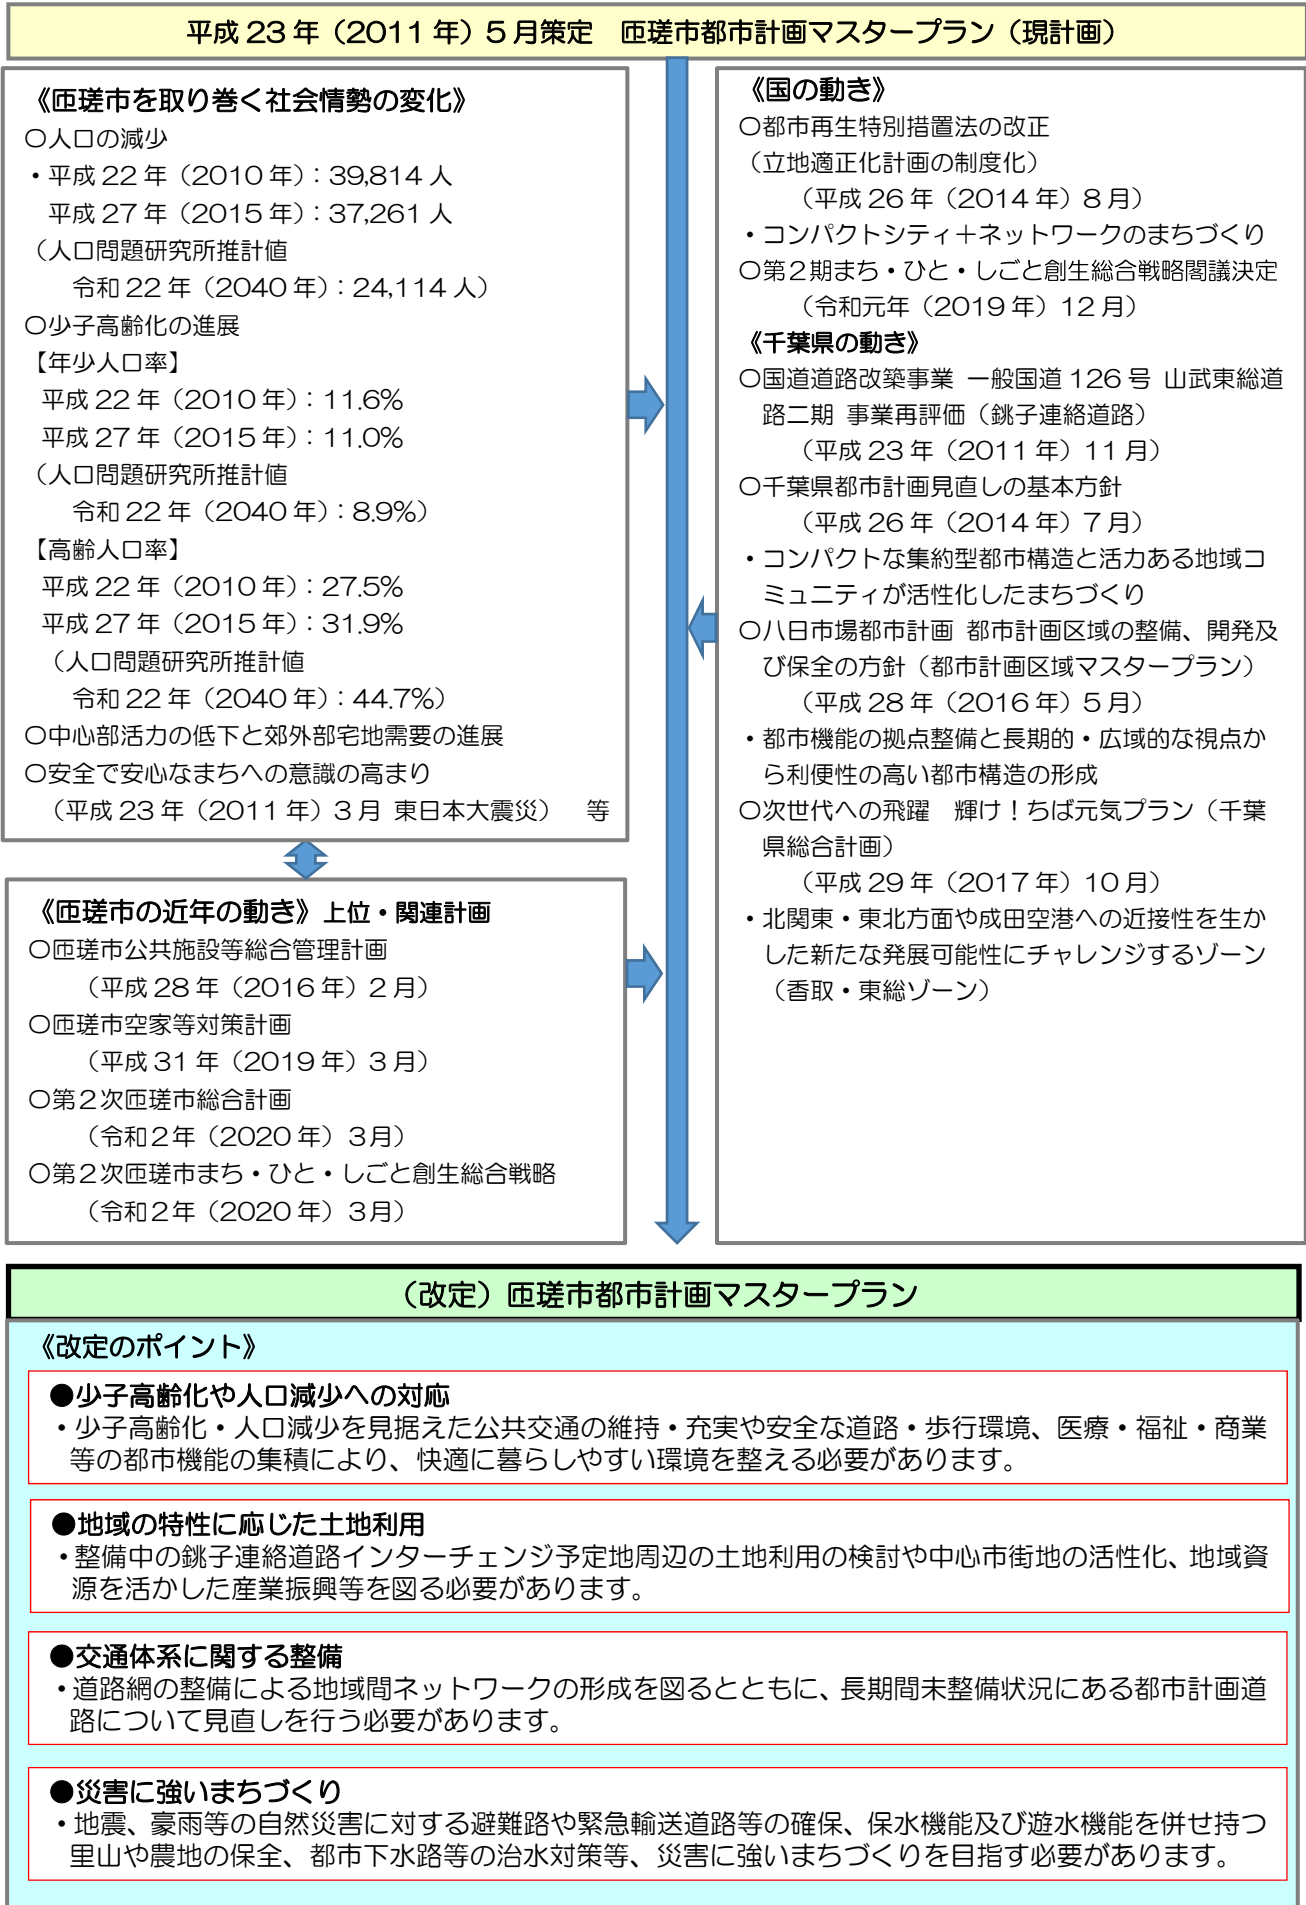 平成23年（2011年）5月策定　匝瑳市都市計画マスタープラン（現計画）
《匝瑳市を取り巻く社会情勢の変化》
〇人口の減少
・平成22年（2010年）：39,814人
平成27年（2015年）：37,261人
（人口問題研究所推計値
令和22年（2040年）：24,114人）
〇少子高齢化の進展
【年少人口率】
平成22年（2010年）：11.6%
平成27年（2015年）：11.0%
（人口問題研究所推計値
令和22年（2040年）：8.9%）
【高齢人口率】
平成22年（2010年）：27.5%
平成27年（2015年）：31.9%
（人口問題研究所推計値
令和22年（2040年）：44.7%）
〇中心部活力の低下と郊外部宅地需要の進展
〇安全で安心なまちへの意識の高まり
（平成23年（2011年）3月 東日本大震災）　等
《匝瑳市の近年の動き》上位・関連計画
〇匝瑳市公共施設等総合管理計画
（平成28年（2016年）2月）
〇匝瑳市空家等対策計画
（平成31年（2019年）3月）
〇第２次匝瑳市総合計画
（令和２年（2020年）３月）
〇第２次匝瑳市まち・ひと・しごと創生総合戦略
（令和２年（2020年）３月）
《国の動き》
〇都市再生特別措置法の改正
（立地適正化計画の制度化）
（平成26年（2014年）8月）
・コンパクトシティ＋ネットワークのまちづくり
〇第２期まち・ひと・しごと創生総合戦略閣議決定
（令和元年（2019年）12月）
《千葉県の動き》
〇国道道路改築事業 一般国道126号 山武東総道
路二期 事業再評価（銚子連絡道路）
（平成23年（2011年）11月）
〇千葉県都市計画見直しの基本方針
（平成26年（2014年）7月）
・コンパクトな集約型都市構造と活力ある地域コ
ミュニティが活性化したまちづくり
〇八日市場都市計画 都市計画区域の整備、開発及
び保全の方針（都市計画区域マスタープラン）
（平成28年（2016年）5月）
・都市機能の拠点整備と長期的・広域的な視点か
ら利便性の高い都市構造の形成
〇次世代への飛躍　輝け！ちば元気プラン（千葉
県総合計画）
（平成29年（2017年）10月）
・北関東・東北方面や成田空港への近接性を生か
した新たな発展可能性にチャレンジするゾーン
（香取・東総ゾーン）
（改定）匝瑳市都市計画マスタープラン
《改定のポイント》
●少子高齢化や人口減少への対応
・少子高齢化・人口減少を見据えた公共交通の維持・充実や安全な道路・歩行環境、医療・福祉・商業
等の都市機能の集積により、快適に暮らしやすい環境を整える必要があります。
●地域の特性に応じた土地利用
・整備中の銚子連絡道路インターチェンジ予定地周辺の土地利用の検討や中心市街地の活性化、地域資
源を活かした産業振興等を図る必要があります。
●交通体系に関する整備
・道路網の整備による地域間ネットワークの形成を図るとともに、長期間未整備状況にある都市計画道
路について見直しを行う必要があります。
●災害に強いまちづくり
・地震、豪雨等の自然災害に対する避難路や緊急輸送道路等の確保、保水機能及び遊水機能を併せ持つ
里山や農地の保全、都市下水路等の治水対策等、災害に強いまちづくりを目指す必要があります。